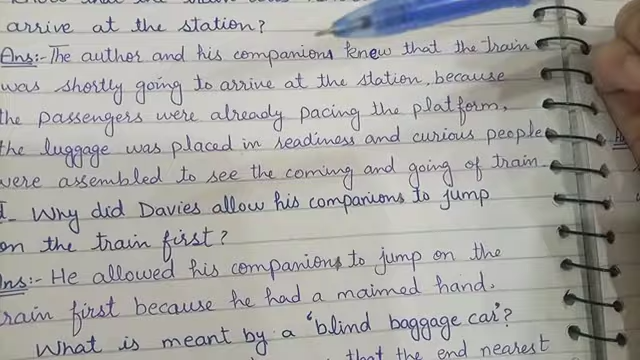 arrive at the station?
Ans:- The author and his companions knew that the train
was shortly going to arrive at the station, because
the passengers were already pacing the platform,
the luggage was placed in readiness and curious people
were assembled to see the coming and going of train.
Why did Davies allow his companions to jump
on the train first?
Ans:- He allowed his companions to jump on the
rain first because he had a maimed hand.
What is meant by a 'blind baggage car'?
that the end nearest